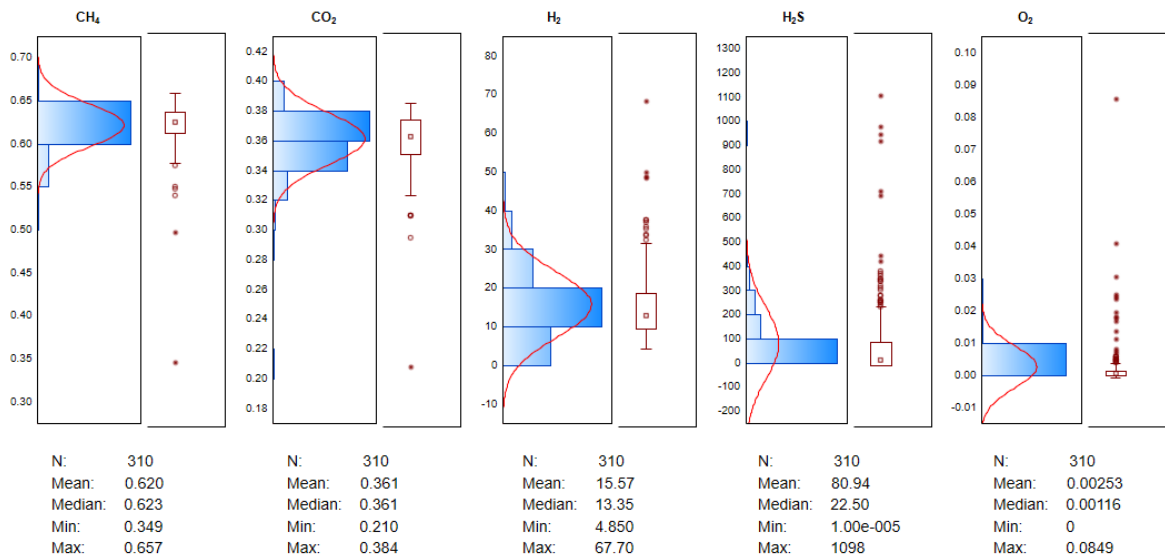 CH₄
0.70
0.65
0.60
0.55
0.50
0.45
0.40
0.35
0.30
N: 310
Mean: 0.620
Median: 0.623
Min: 0.349
Max: 0.657
CO₂
0.42
0.40
0.38
0.36
0.34
0.32
0.30
0.28
0.26
0.24
0.22
0.20
0.18
N: 310
Mean: 0.361
Median: 0.361
Min: 0.210
Max: 0.384
H₂
80
70
60
50
40
30
20
10
0
-10
N: 310
Mean: 15.57
Median: 13.35
Min: 4.850
Max: 67.70
H₂S
1300
1200
1100
1000
900
800
700
600
500
400
300
200
100
0
-100
-200
N: 310
Mean: 80.94
Median: 22.50
Min: 1.00e-005
Max: 1098
O₂
0.10
0.09
0.08
0.07
0.06
0.05
0.04
0.03
0.02
0.01
0.00
-0.01
N: 310
Mean: 0.00253
Median: 0.00116
Min: 0
Max: 0.0849